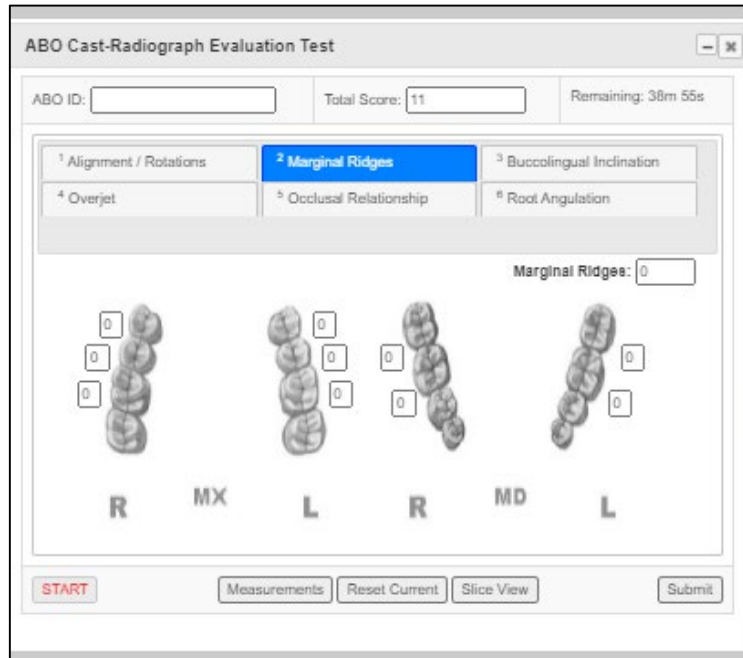 ABO Cast-Radiograph Evaluation Test
ABO ID: Total Score: 11 Remaining: 38m 55s
1 Alignment / Rotations 2 Marginal Ridges 3 Buccolingual Inclination
4 Overjet 5 Occlusal Relationship 6 Root Angulation
Marginal Ridges: 0
0 0
0 0 0 0
0 0 0 0
R MX L R MD L
START Measurements Reset Current Slice View Submit